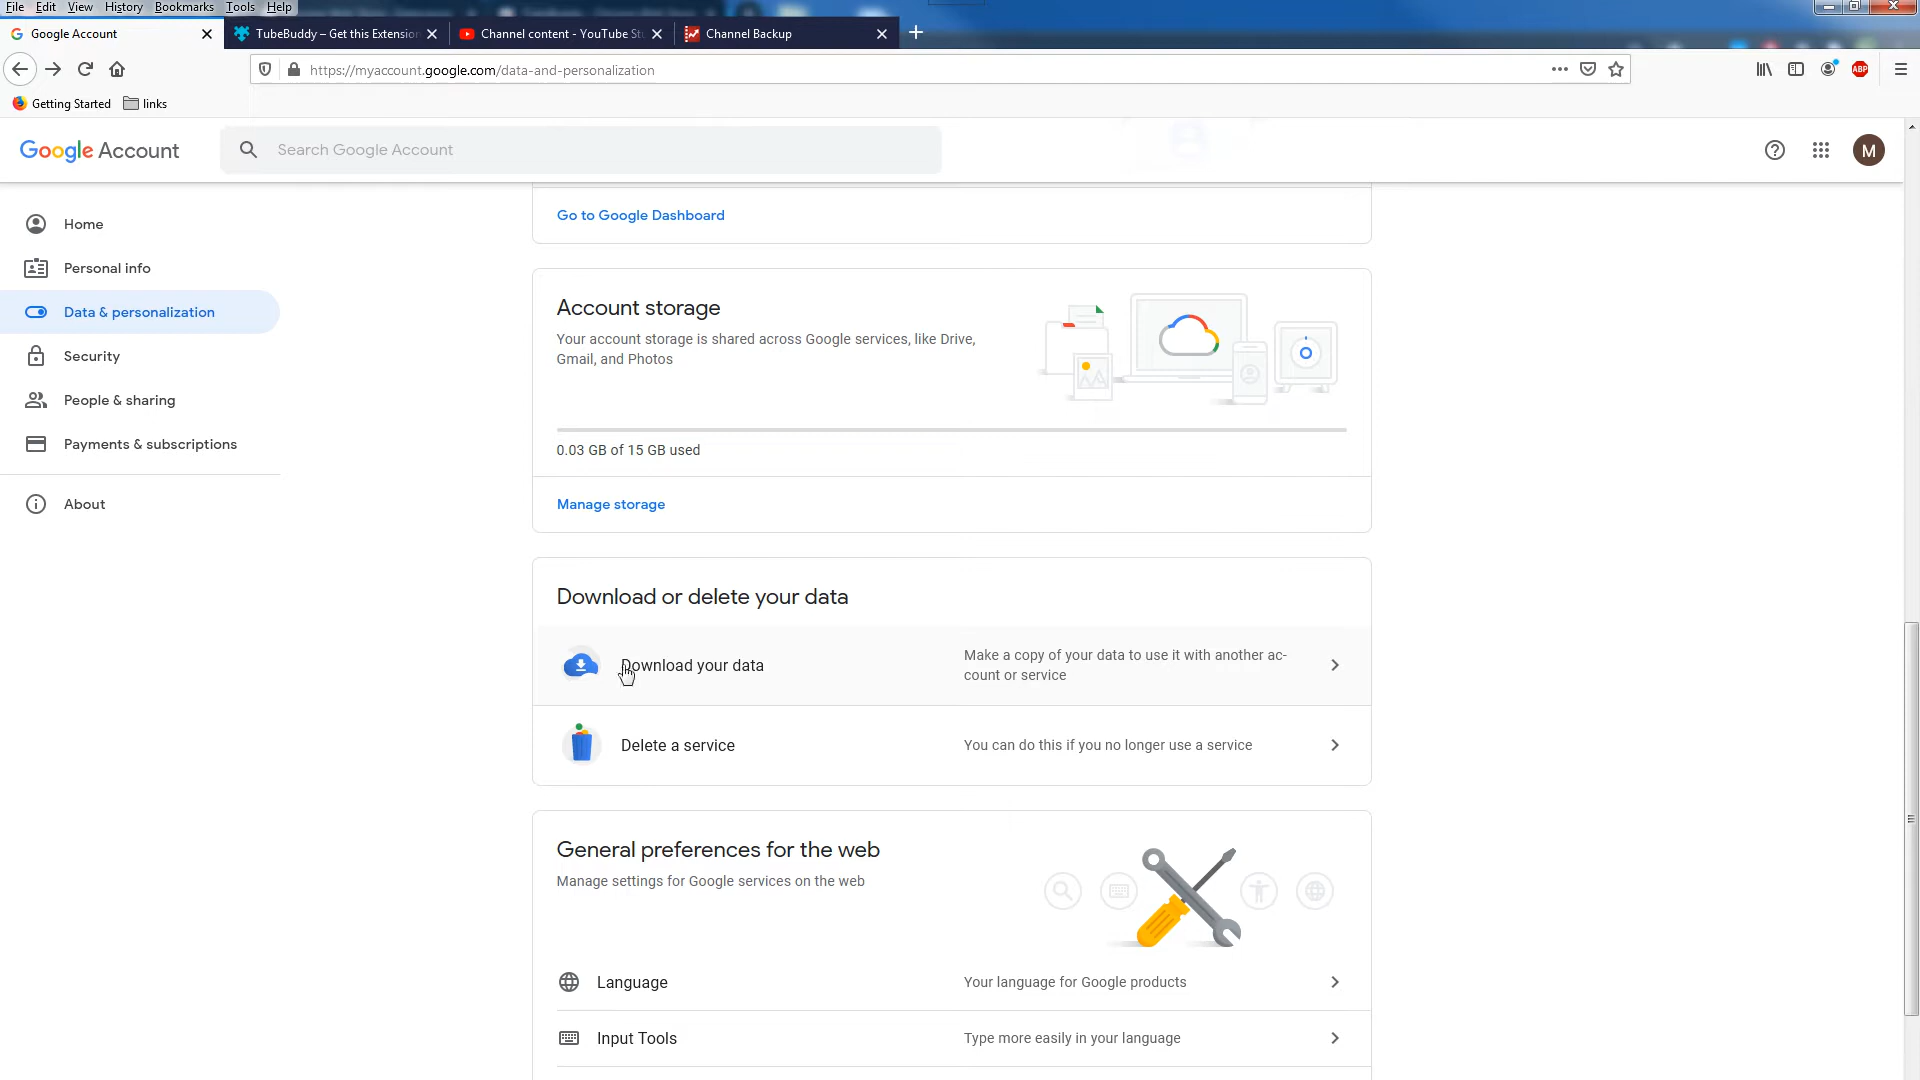 File Edit View History Bookmarks Tools Help
Google Account
TubeBuddy – Get this Extension
Channel content - YouTube St
Channel Backup
https://myaccount.google.com/data-and-personalization
ABP
Getting Started links
Google Account
Search Google Account
M
Home
Personal info
Data & personalization
Security
People & sharing
Payments & subscriptions
About
Go to Google Dashboard
Account storage
Your account storage is shared across Google services, like Drive,
Gmail, and Photos
0.03 GB of 15 GB used
Manage storage
Download or delete your data
Download your data
Make a copy of your data to use it with another ac-
count or service
Delete a service
You can do this if you no longer use a service
General preferences for the web
Manage settings for Google services on the web
Language
Your language for Google products
Input Tools
Type more easily in your language